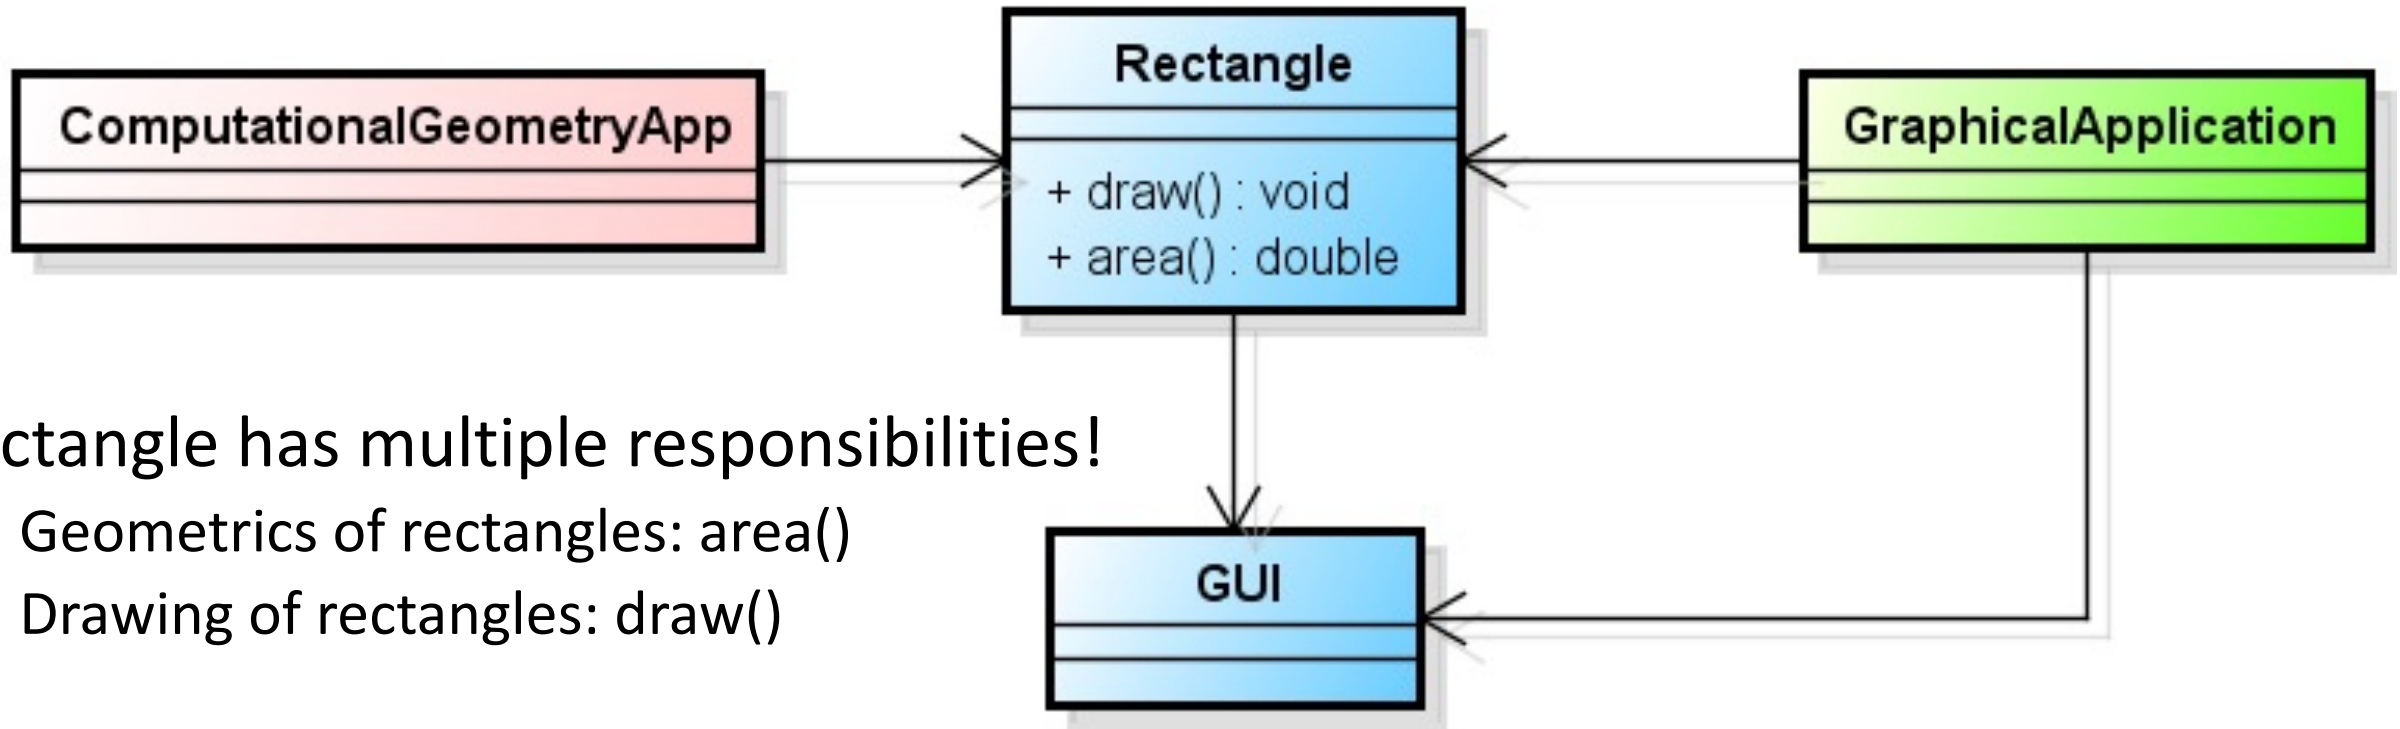 Rectangle
ComputationalGeometryApp
GraphicalApplication
+ draw() : void
+ area() : double
ctangle has multiple responsibilities!
Geometrics of rectangles: area()
Drawing of rectangles: draw()
GUI